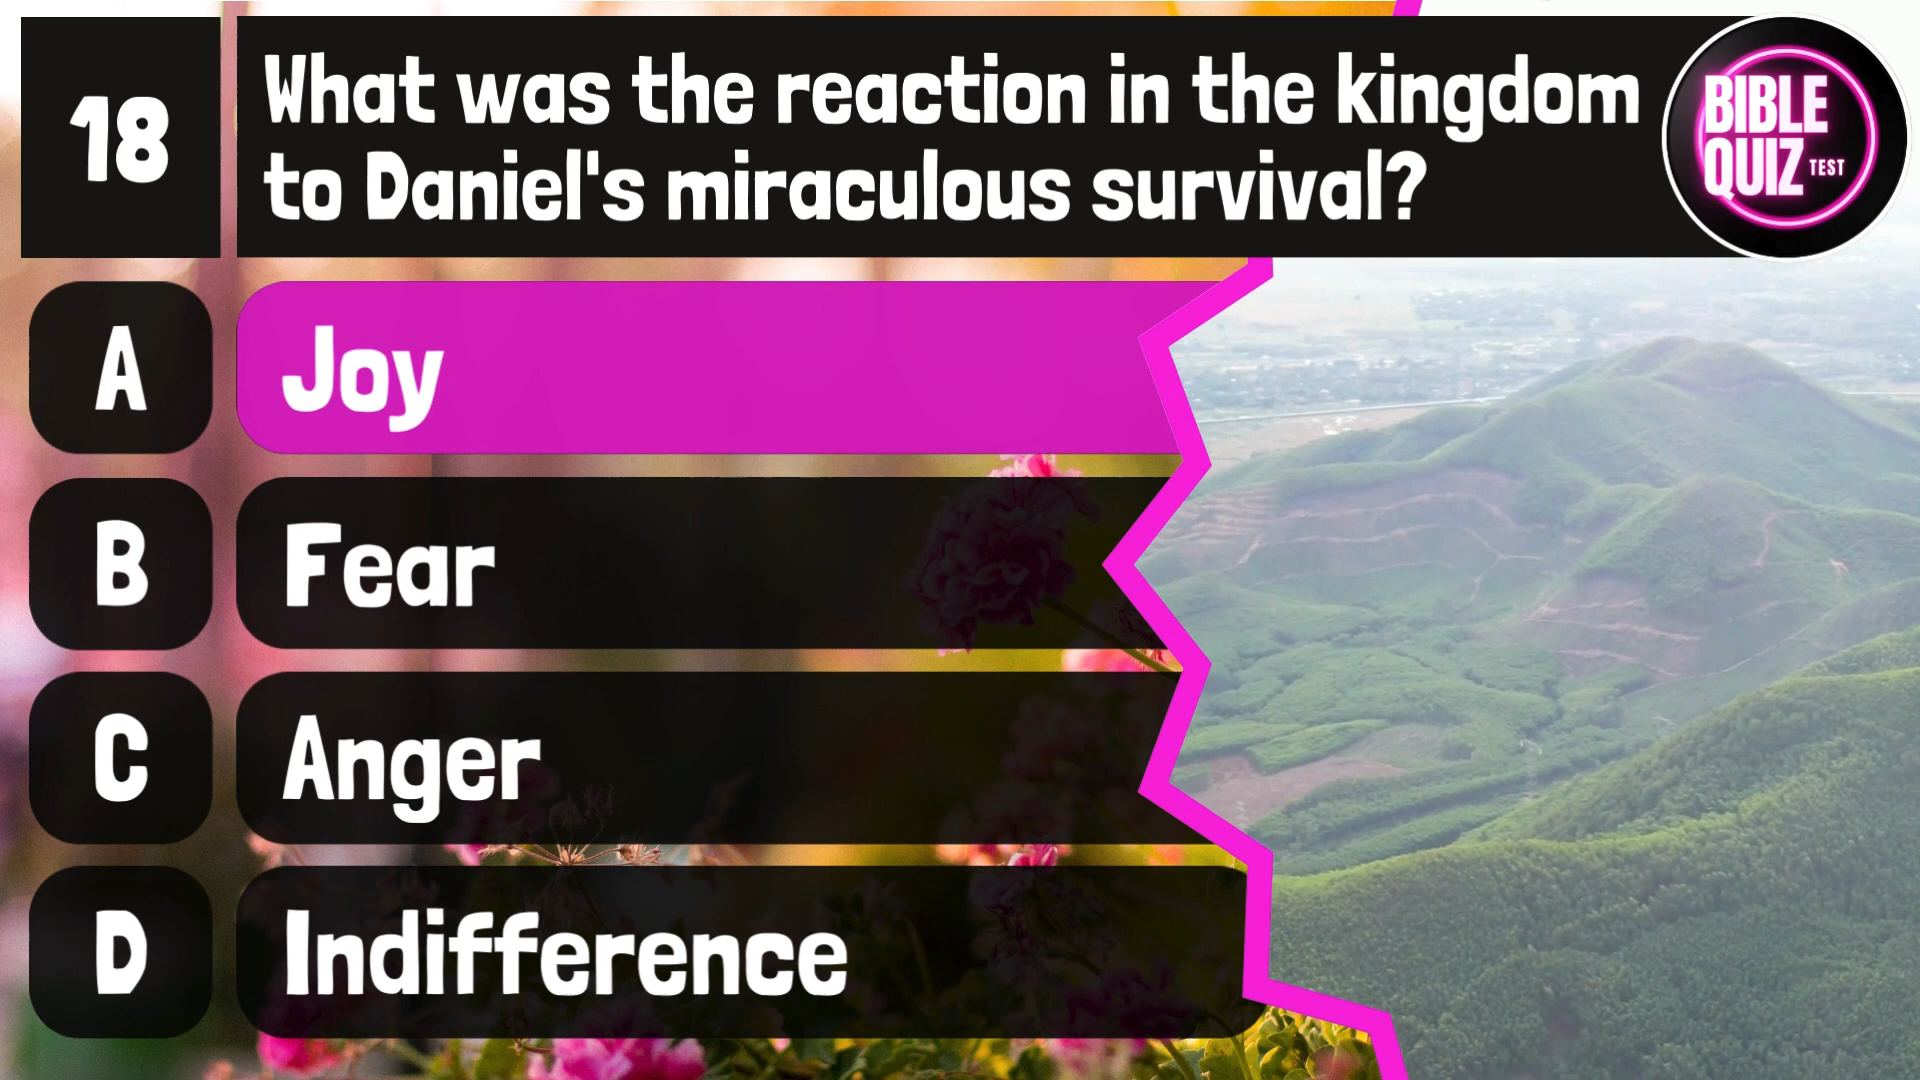 18
What was the reaction in the kingdom
to Daniel's miraculous survival?
BIBLE
QUIZ TEST
A
Joy
B
Fear
C
Anger
D
Indifference